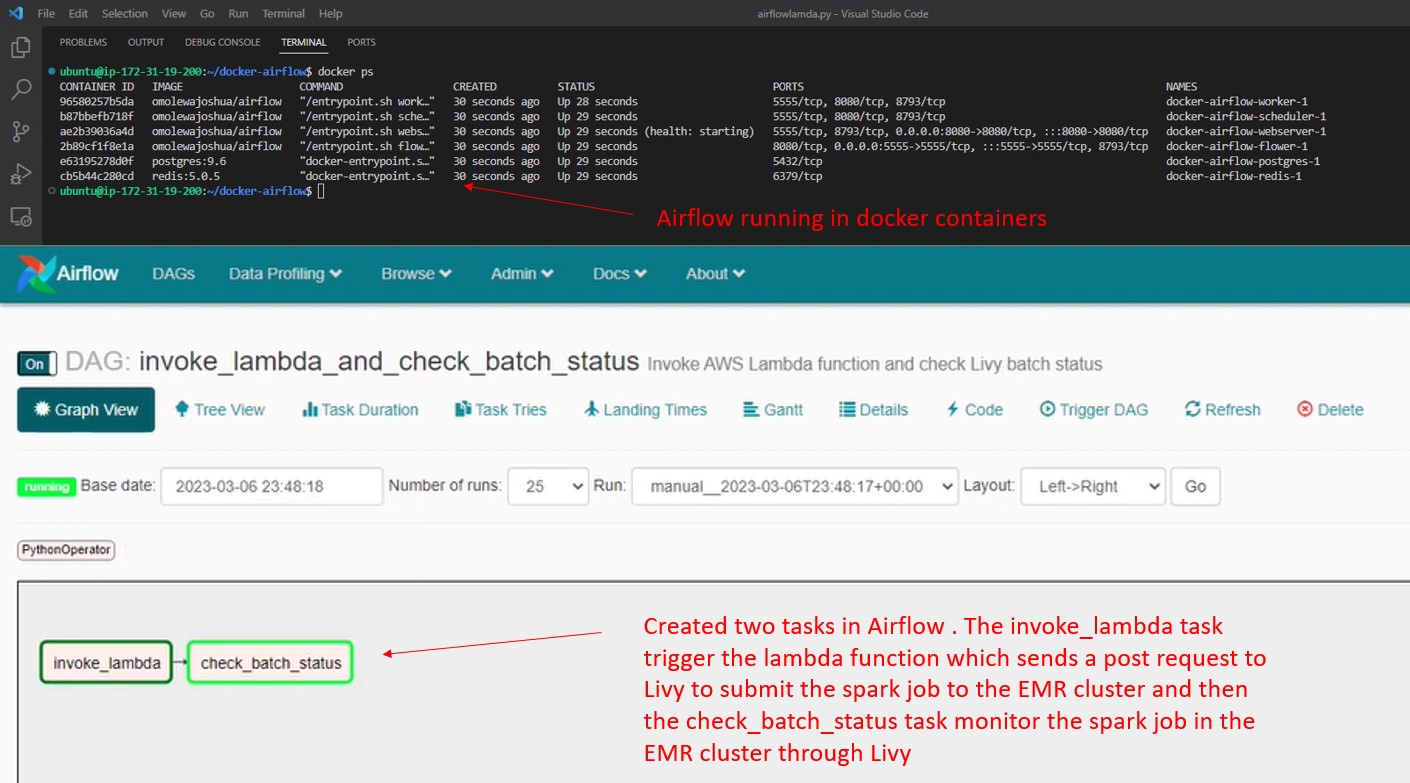 File Edit Selection View Go Run Terminal Help airflowlamda.py - Visual Studio Code
PROBLEMS OUTPUT DEBUG CONSOLE TERMINAL PORTS
ubuntu@ip-172-31-19-200:~/docker-airflow$ docker ps
CONTAINER ID IMAGE COMMAND CREATED STATUS PORTS NAMES
96580257b5da omolewajoshua/airflow "/entrypoint.sh work…" 30 seconds ago Up 28 seconds 5555/tcp, 8080/tcp, 8793/tcp docker-airflow-worker-1
b87bbefb718f omolewajoshua/airflow "/entrypoint.sh sche…" 30 seconds ago Up 29 seconds 5555/tcp, 8080/tcp, 8793/tcp docker-airflow-scheduler-1
ae2b39036a4d omolewajoshua/airflow "/entrypoint.sh webs…" 30 seconds ago Up 29 seconds (health: starting) 5555/tcp, 8793/tcp, 0.0.0.0:8080->8080/tcp, :::8080->8080/tcp docker-airflow-webserver-1
2b89cf1f8e1a omolewajoshua/airflow "/entrypoint.sh flow…" 30 seconds ago Up 29 seconds 8080/tcp, 0.0.0.0:5555->5555/tcp, :::5555->5555/tcp, 8793/tcp docker-airflow-flower-1
e63195278d0f postgres:9.6 "docker-entrypoint.s…" 30 seconds ago Up 29 seconds 5432/tcp docker-airflow-postgres-1
cb5b44c280cd redis:5.0.5 "docker-entrypoint.s…" 30 seconds ago Up 29 seconds 6379/tcp docker-airflow-redis-1
ubuntu@ip-172-31-19-200:~/docker-airflow$
Airflow running in docker containers
Airflow DAGs Data Profiling Browse Admin Docs About
On DAG: invoke_lambda_and_check_batch_status Invoke AWS Lambda function and check Livy batch status
Graph View Tree View Task Duration Task Tries Landing Times Gantt Details Code Trigger DAG Refresh Delete
running Base date: 2023-03-06 23:48:18 Number of runs: 25 Run: manual__2023-03-06T23:48:17+00:00 Layout: Left->Right Go
PythonOperator
invoke_lambda check_batch_status
Created two tasks in Airflow . The invoke_lambda task
trigger the lambda function which sends a post request to
Livy to submit the spark job to the EMR cluster and then
the check_batch_status task monitor the spark job in the
EMR cluster through Livy